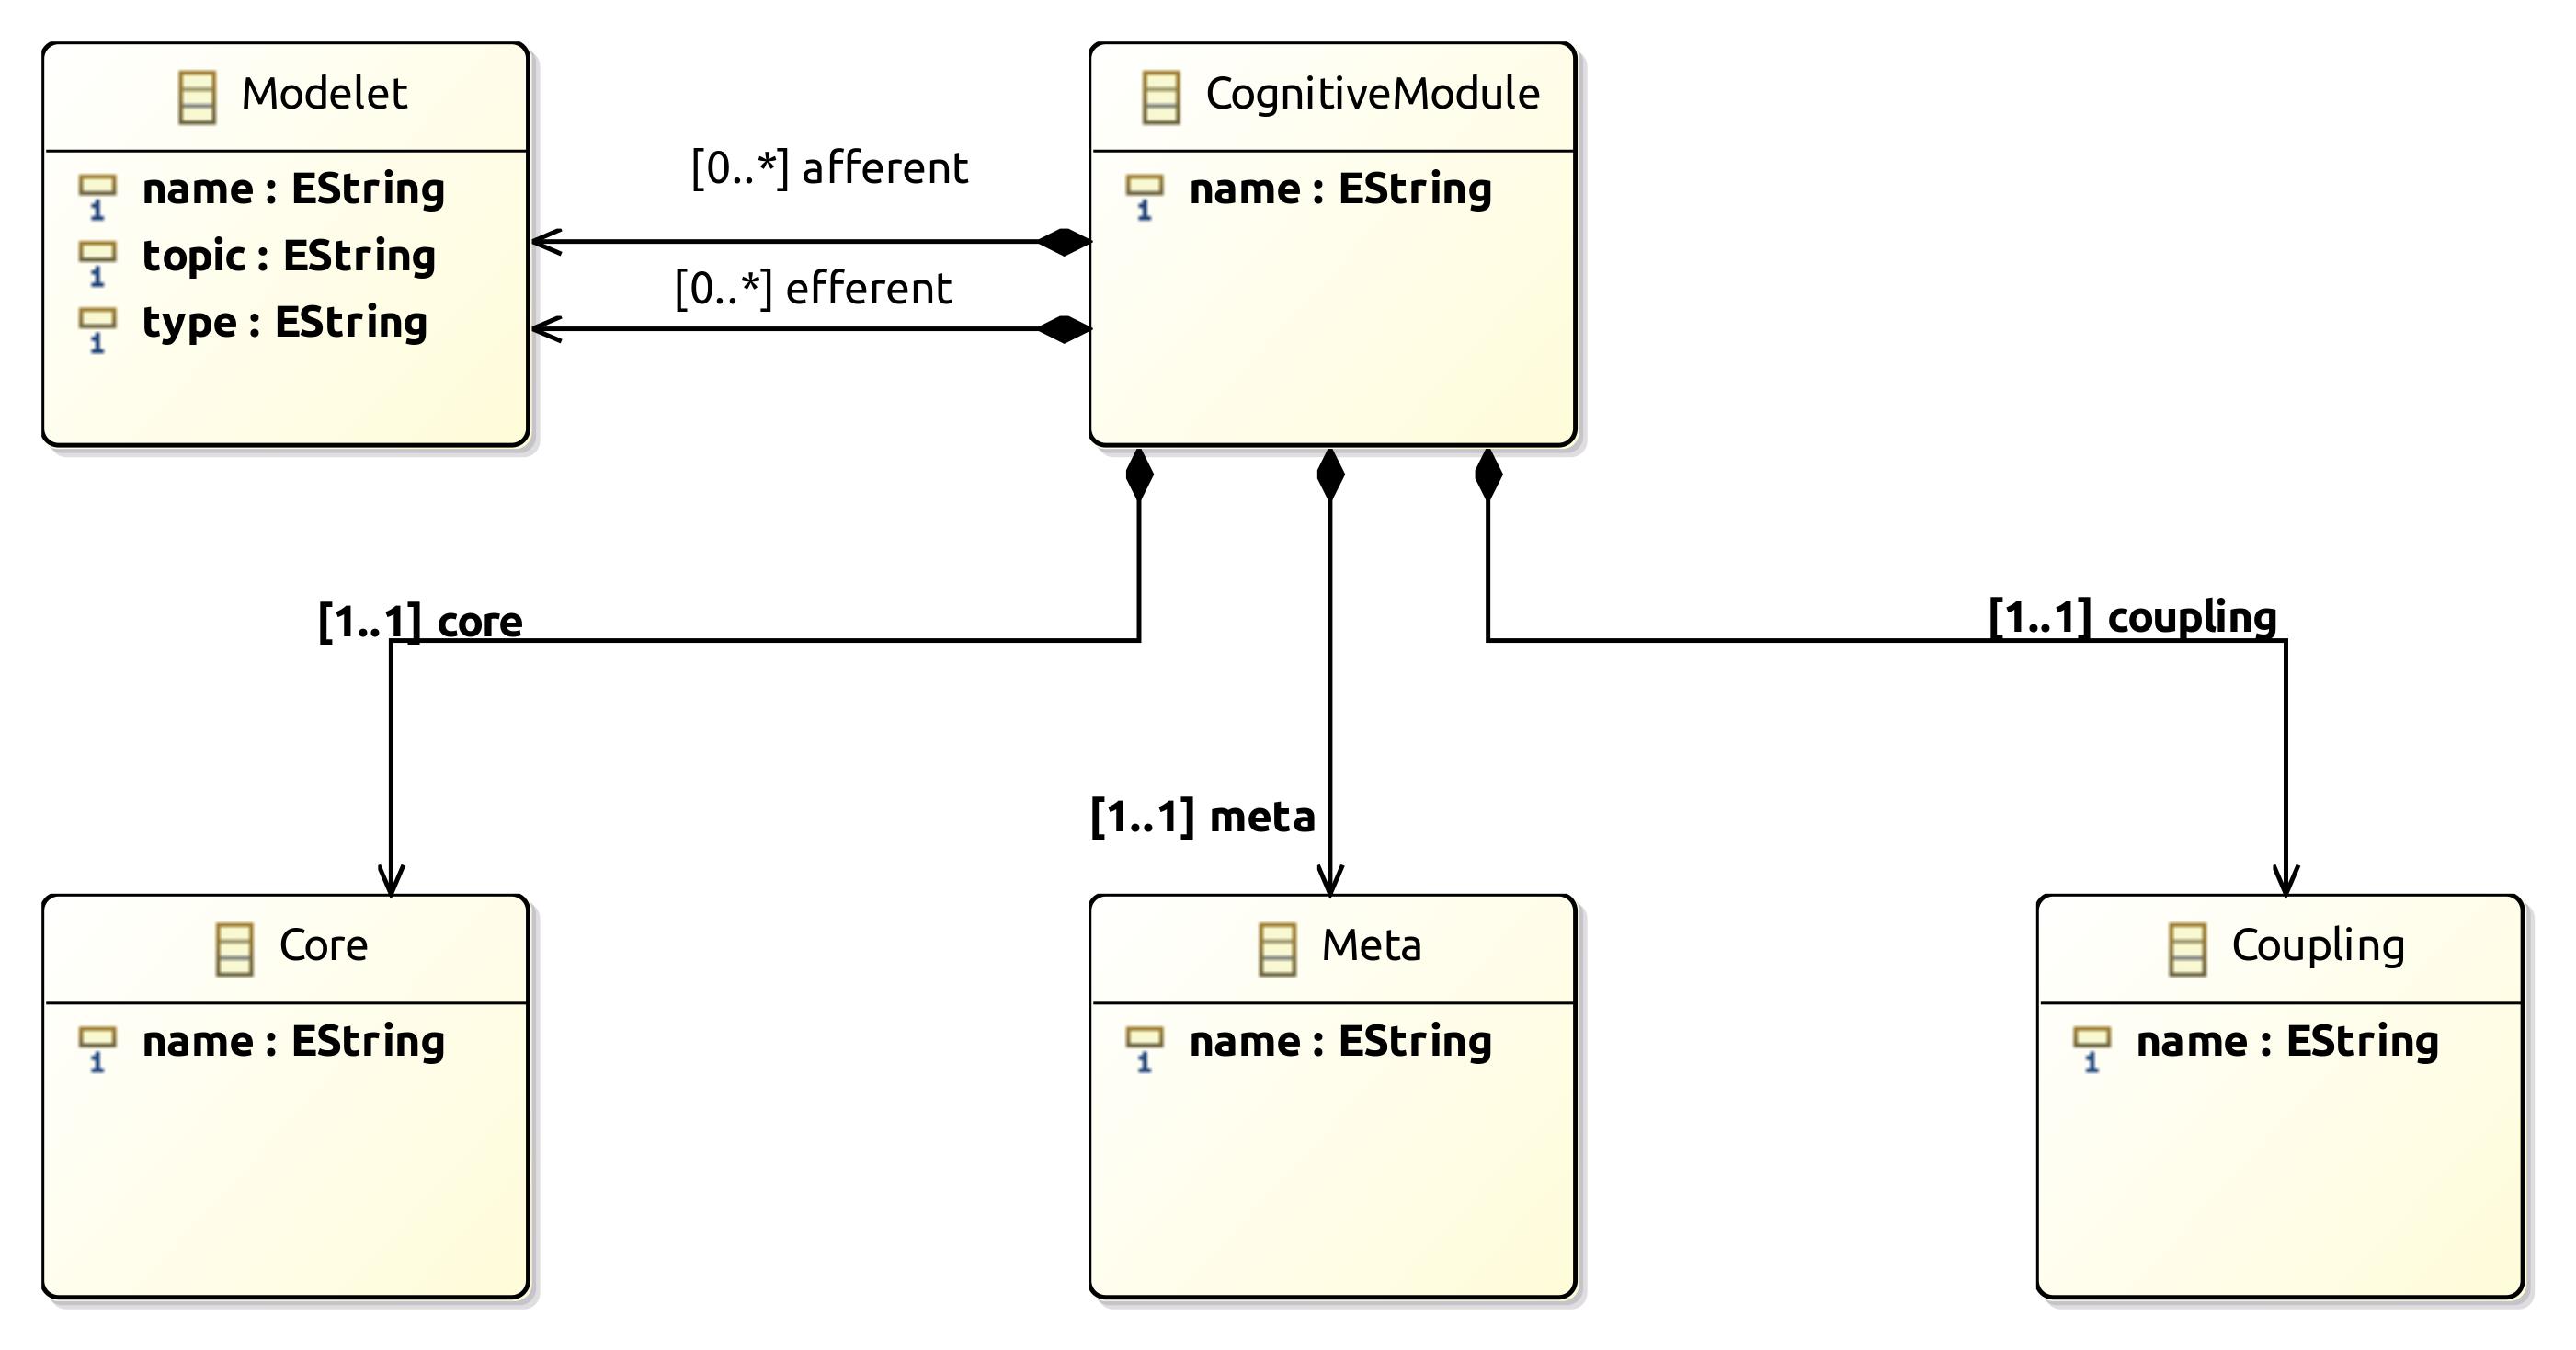 Modelet
name : EString
1
topic : EString
1
type : EString
1
[0..*] afferent
[0..*] efferent
CognitiveModule
name : EString
1
[1..1] core
[1..1] meta
[1..1] coupling
Core
name : EString
1
Meta
name : EString
1
Coupling
name : EString
1